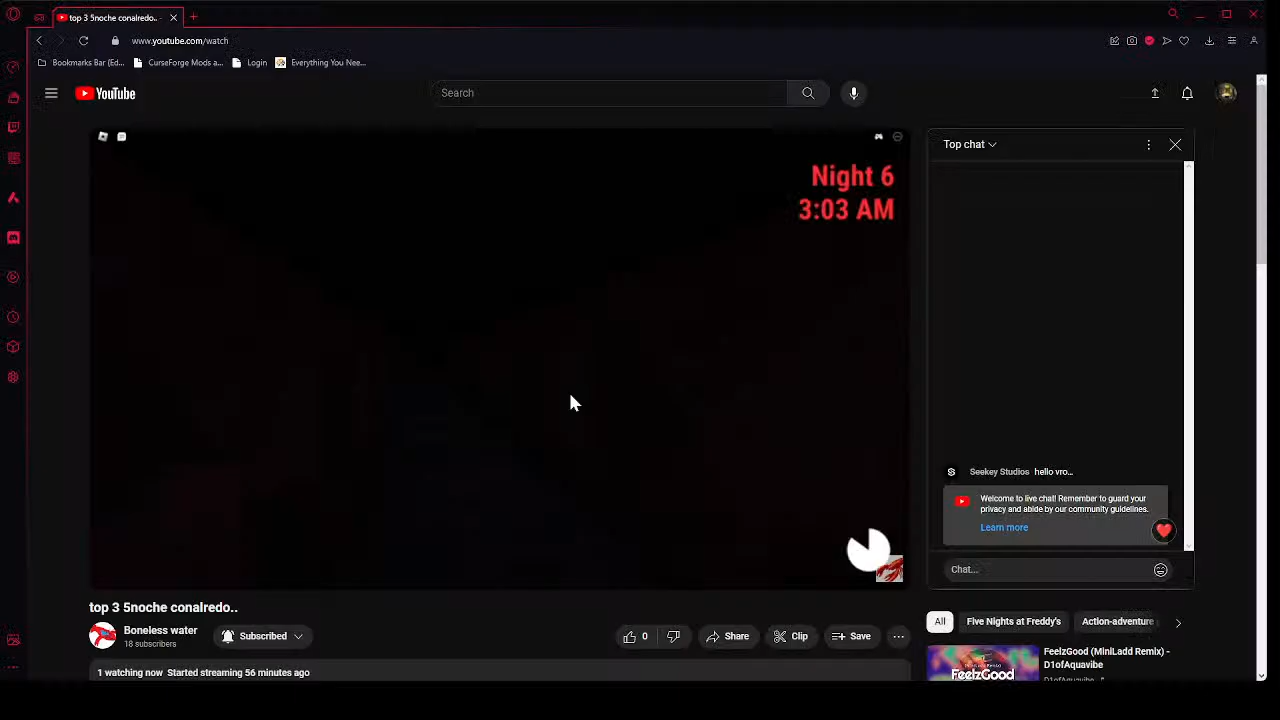 top 3 5noche conalredo.. -
www.youtube.com/watch
Bookmarks Bar (Ed...
CurseForge Mods a...
Login
Everything You Nee...
YouTube
Search
Top chat
Night 6
3:03 AM
Seekey Studios hello vro...
Welcome to live chat! Remember to guard your
privacy and abide by our community guidelines.
Learn more
Chat...
top 3 5noche conalredo..
Boneless water
18 subscribers
Subscribed
0
Share
Clip
Save
1 watching now Started streaming 56 minutes ago
All
Five Nights at Freddy's
Action-adventure
FeelzGood (MiniLadd Remix) -
D1ofAquavibe
FeelzGood